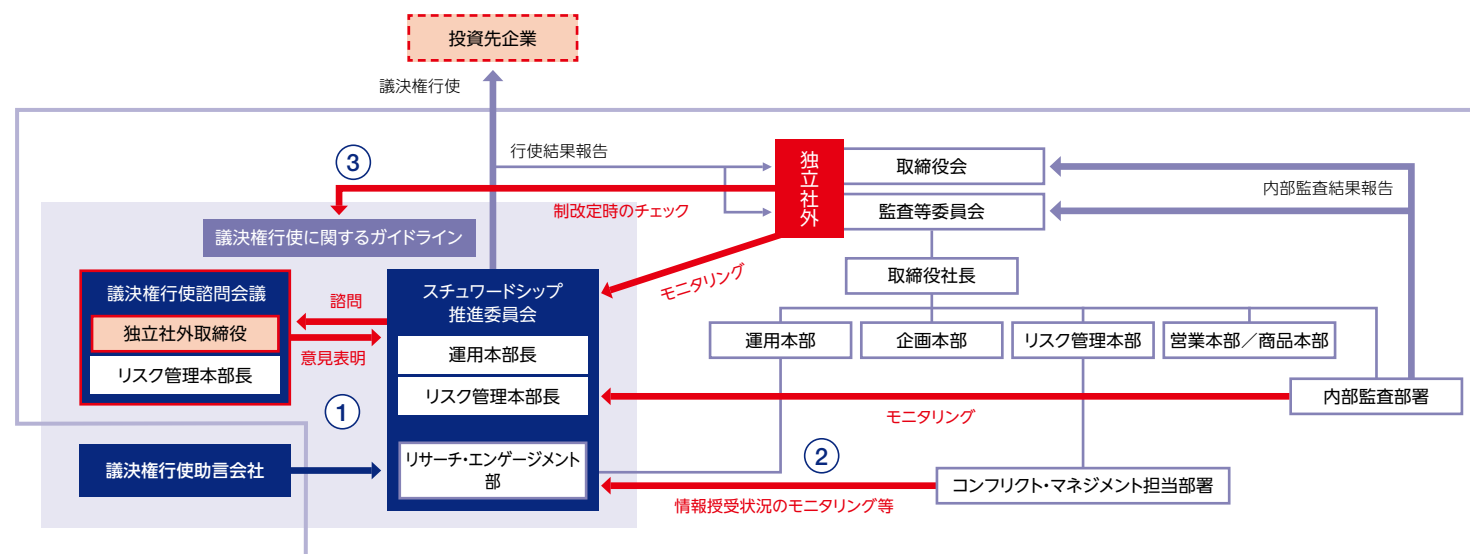 投資先企業
議決権行使
③
行使結果報告
独立社外
取締役会
内部監査結果報告
制改定時のチェック
監査等委員会
議決権行使に関するガイドライン
取締役社長
モニタリング
議決権行使諮問会議
独立社外取締役
リスク管理本部長
諮問
意見表明
スチュワードシップ
推進委員会
運用本部長
リスク管理本部長
運用本部
企画本部
リスク管理本部
営業本部／商品本部
内部監査部署
モニタリング
①
②
議決権行使助言会社
リサーチ・エンゲージメント
部
コンフリクト・マネジメント担当部署
情報授受状況のモニタリング等